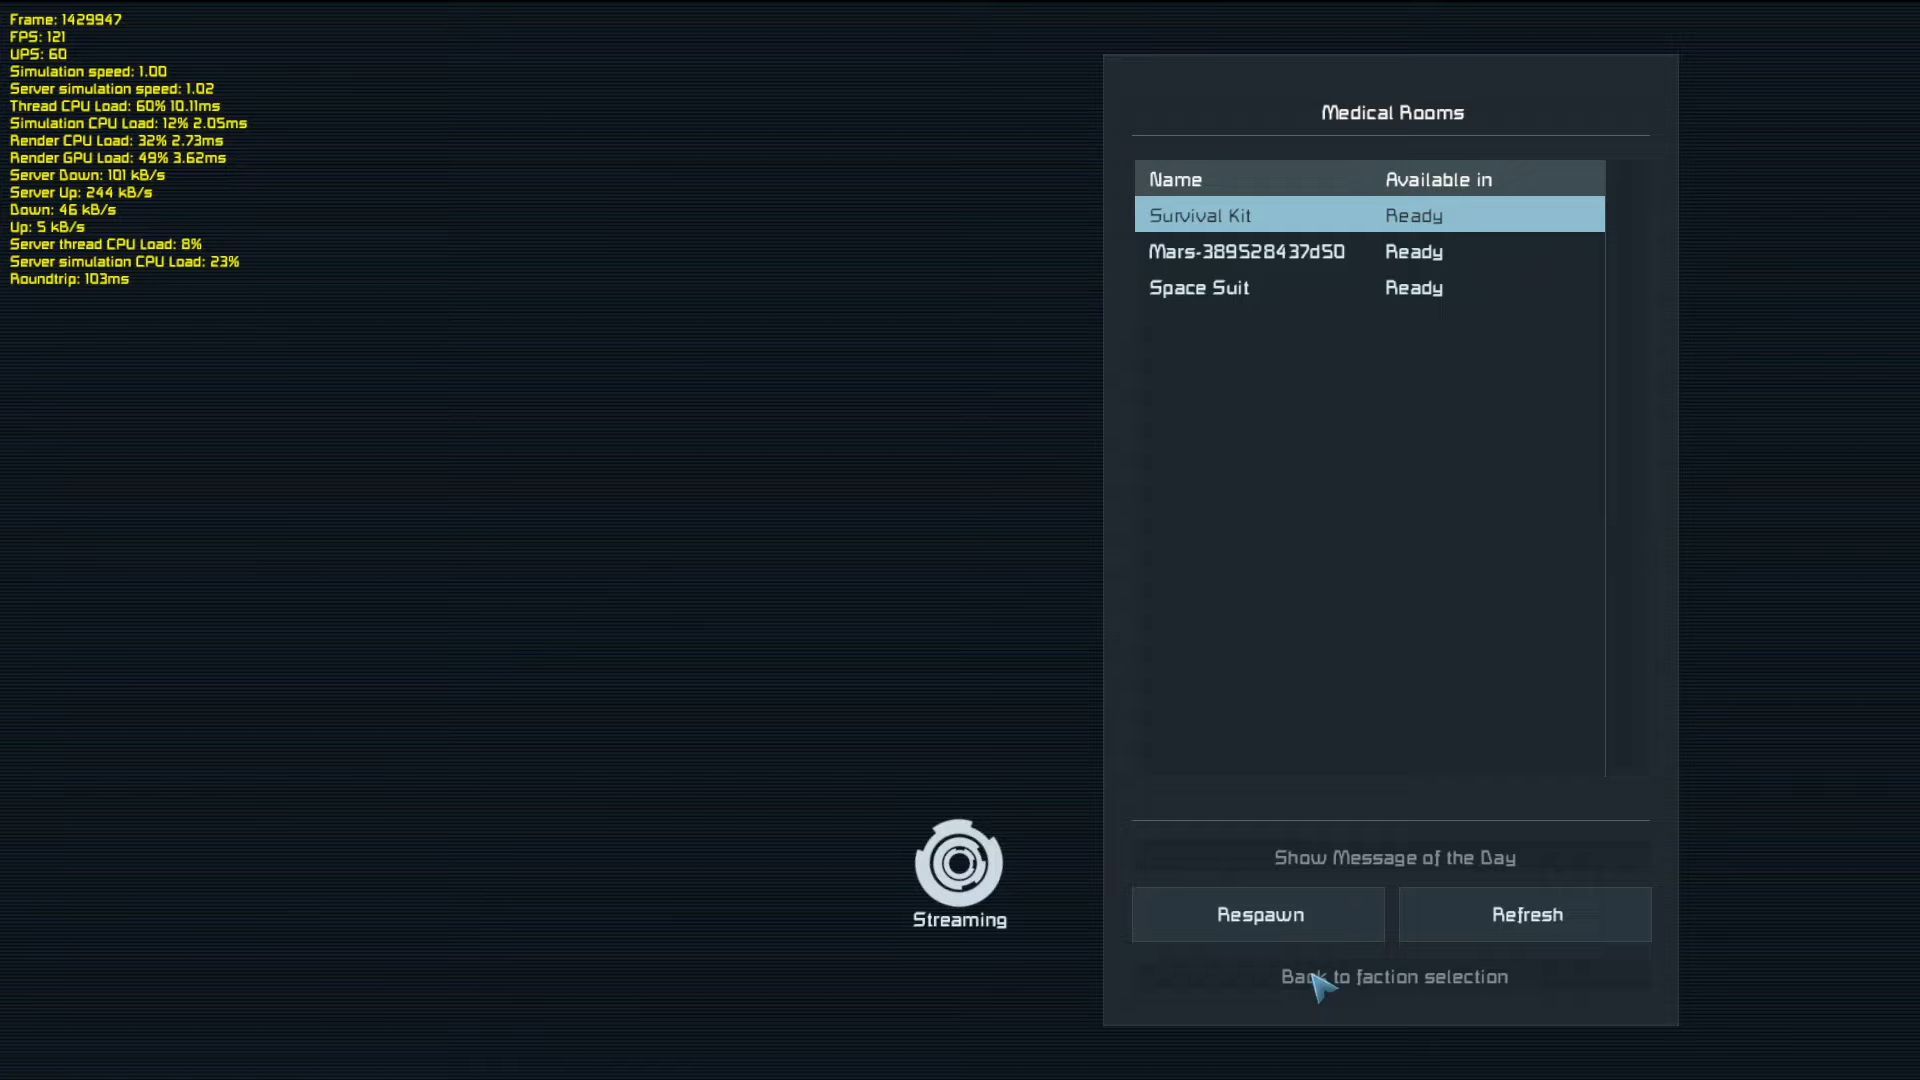 Frame: 1429947
FPS: 121
UPS: 60
Simulation speed: 1.00
Server simulation speed: 1.02
Thread CPU Load: 60% 10.11ms
Simulation CPU Load: 12% 2.05ms
Render CPU Load: 32% 2.73ms
Render GPU Load: 49% 3.62ms
Server Down: 101 kB/s
Server Up: 244 kB/s
Down: 46 kB/s
Up: 5 kB/s
Server thread CPU Load: 8%
Server simulation CPU Load: 23%
Roundtrip: 103ms
Medical Rooms
Name Available in
Survival Kit Ready
Mars-389528437d50 Ready
Space Suit Ready
Streaming
Show Message of the Day
Respawn Refresh
Back to faction selection